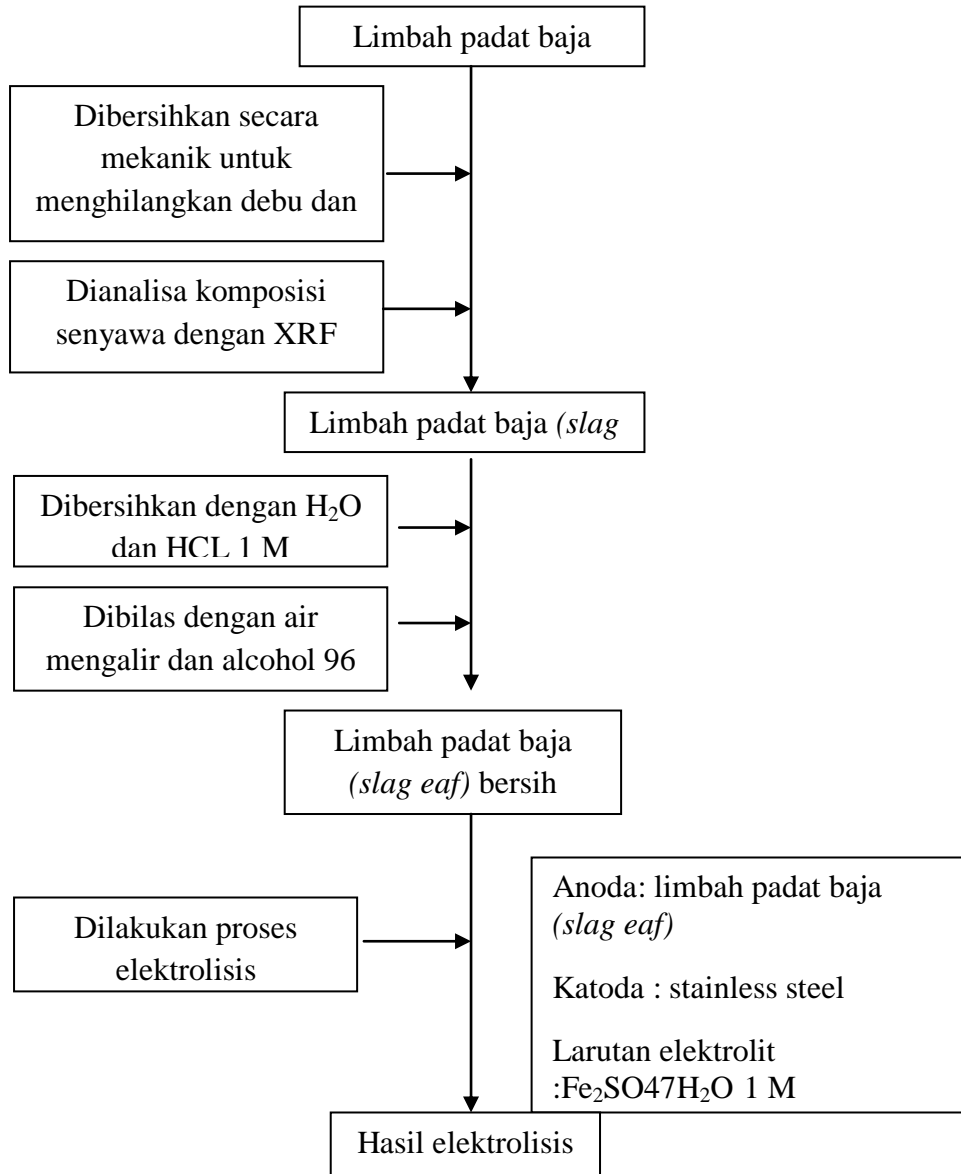 Limbah padat baja
Dibersihkan secara
mekanik untuk
menghilangkan debu dan
Dianalisa komposisi
senyawa dengan XRF
Limbah padat baja (slag
Dibersihkan dengan H₂O
dan HCL 1 M
Dibilas dengan air
mengalir dan alcohol 96
Limbah padat baja
(slag eaf) bersih
Dilakukan proses
elektrolisis
Anoda: limbah padat baja
(slag eaf)
Katoda : stainless steel
Larutan elektrolit
:Fe₂SO47H₂O 1 M
Hasil elektrolisis